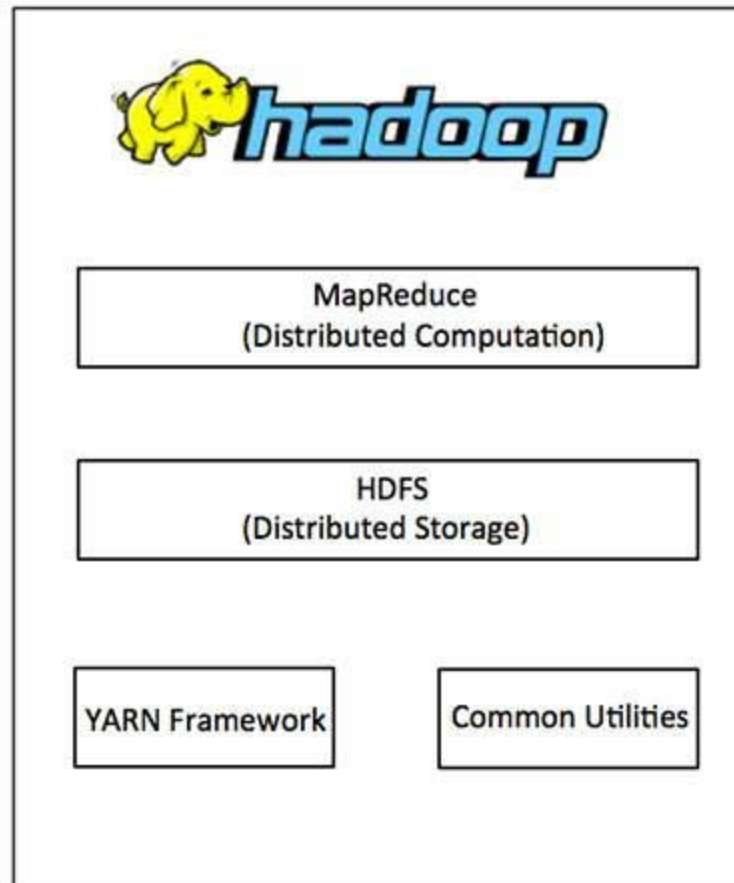 hadoop
MapReduce
(Distributed Computation)
HDFS
(Distributed Storage)
YARN Framework
Common Utilities